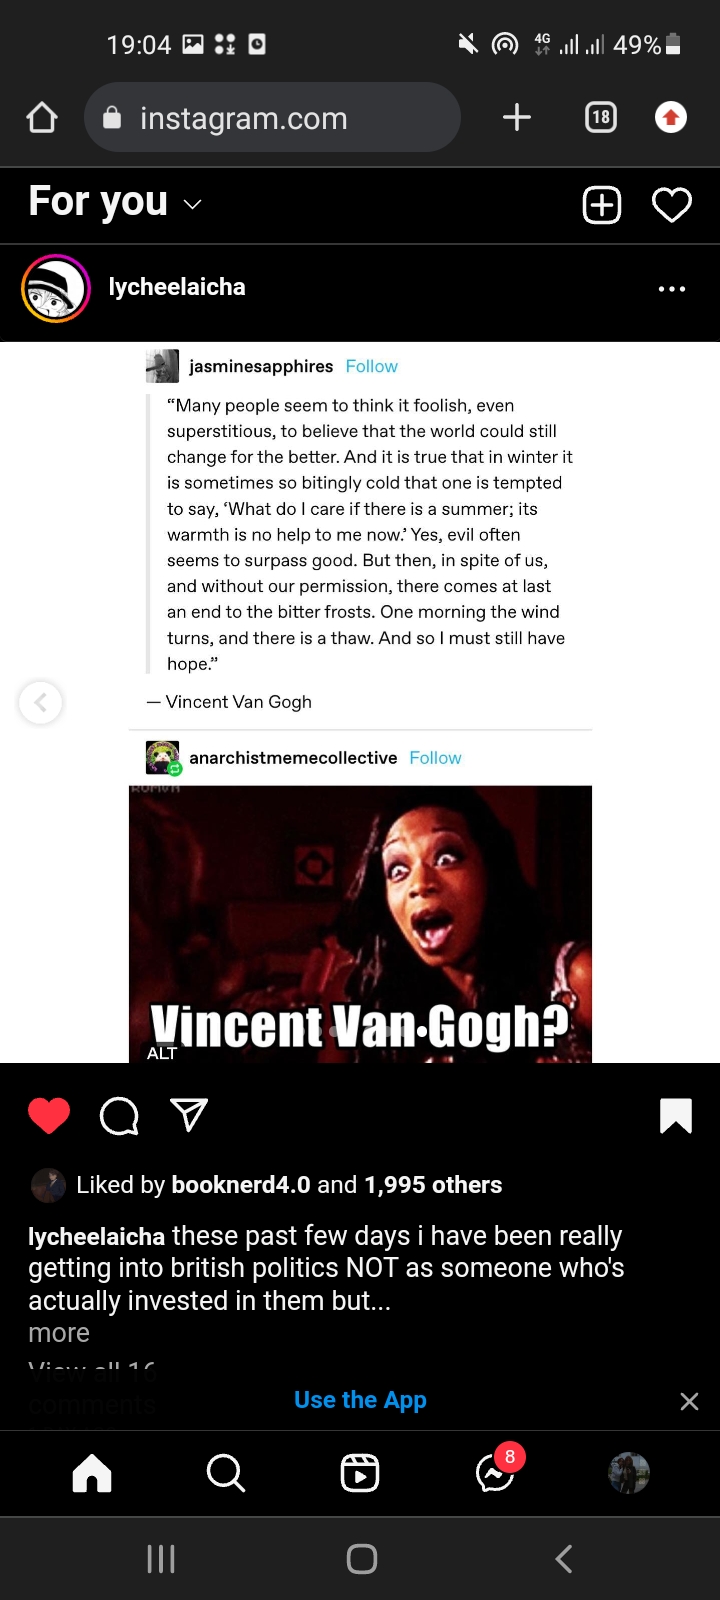 19:04
4G
49%
instagram.com
18
For you
lycheelaicha
jasminesapphires Follow
“Many people seem to think it foolish, even
superstitious, to believe that the world could still
change for the better. And it is true that in winter it
is sometimes so bitingly cold that one is tempted
to say, ‘What do I care if there is a summer; its
warmth is no help to me now.’ Yes, evil often
seems to surpass good. But then, in spite of us,
and without our permission, there comes at last
an end to the bitter frosts. One morning the wind
turns, and there is a thaw. And so I must still have
hope.”
— Vincent Van Gogh
anarchistmemecollective Follow
Vincent Van Gogh?
ALT
Liked by booknerd4.0 and 1,995 others
lycheelaicha these past few days i have been really
getting into british politics NOT as someone who's
actually invested in them but...
more
View all 16
comments
Use the App
8